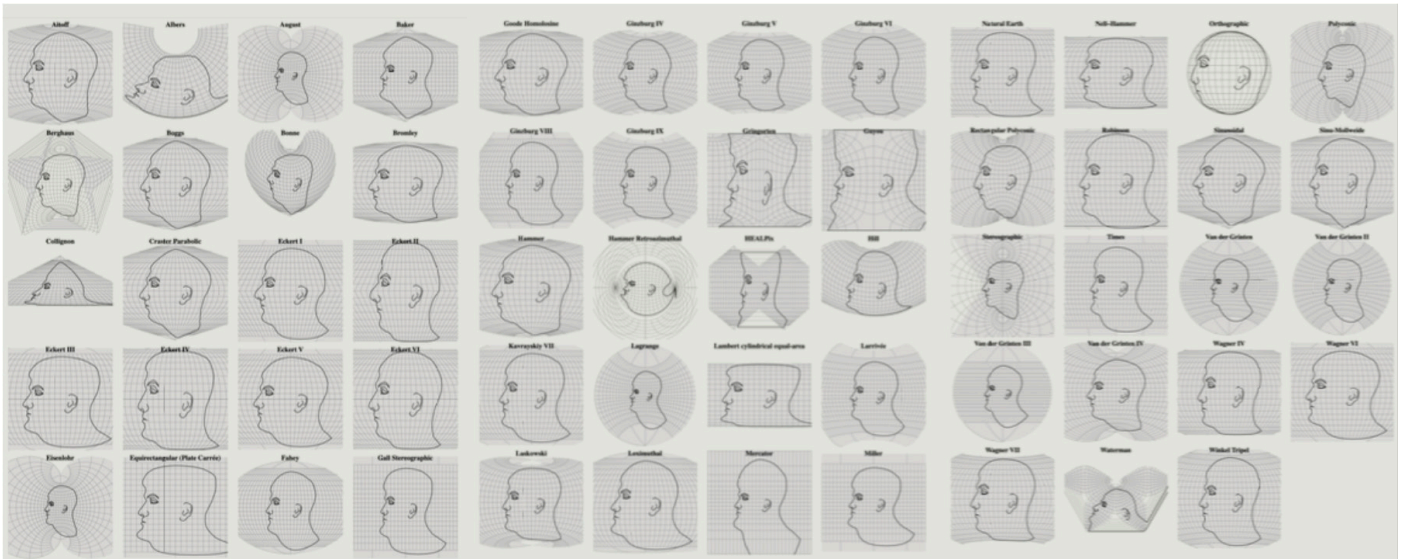 Aitoff
Albers
August
Baker
Goode Homolosine
Ginzburg IV
Ginzburg V
Ginzburg VI
Natural Earth
Nell-Hammer
Orthographic
Polyconic
Berghaus
Boggs
Bonne
Bromley
Ginzburg VIII
Ginzburg IX
Gringorten
Guyou
Rectangular Polyconic
Robinson
Sinusoidal
Sinu-Mollweide
Collignon
Craster Parabolic
Eckert I
Eckert II
Hammer
Hammer Retroazimuthal
HEALPix
Hill
Stereographic
Times
Van der Grinten
Van der Grinten II
Eckert III
Eckert IV
Eckert V
Eckert VI
Kavrayskiy VII
Lagrange
Lambert cylindrical equal-area
Larrivée
Van der Grinten III
Van der Grinten IV
Wagner IV
Wagner VI
Eisenlohr
Equirectangular (Plate Carrée)
Fahey
Gall Stereographic
Laskowski
Loximuthal
Mercator
Miller
Wagner VII
Waterman
Winkel Tripel